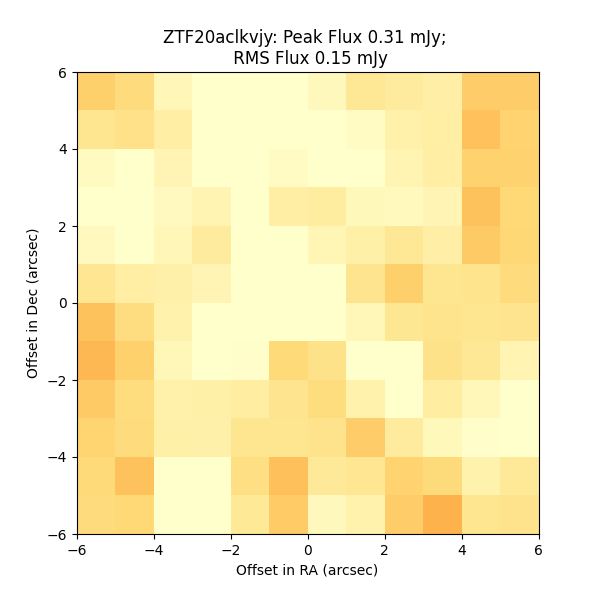 ZTF20aclkvjy: Peak Flux 0.31 mJy;
RMS Flux 0.15 mJy
6
4
2
0
−2
−4
−6
Offset in Dec (arcsec)
−6 −4 −2 0 2 4 6
Offset in RA (arcsec)